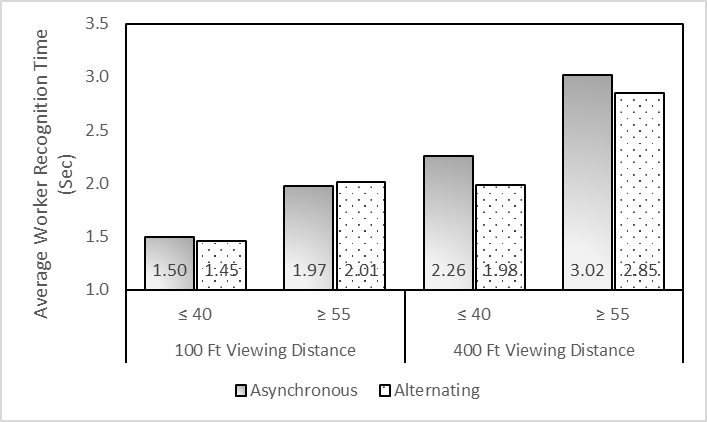 Average Worker Recognition Time
(Sec)
3.5
3.0
2.5
2.0
1.5
1.0
1.50 1.45 1.97 2.01 2.26 1.98 3.02 2.85
≤ 40 ≥ 55 ≤ 40 ≥ 55
100 Ft Viewing Distance 400 Ft Viewing Distance
Asynchronous Alternating